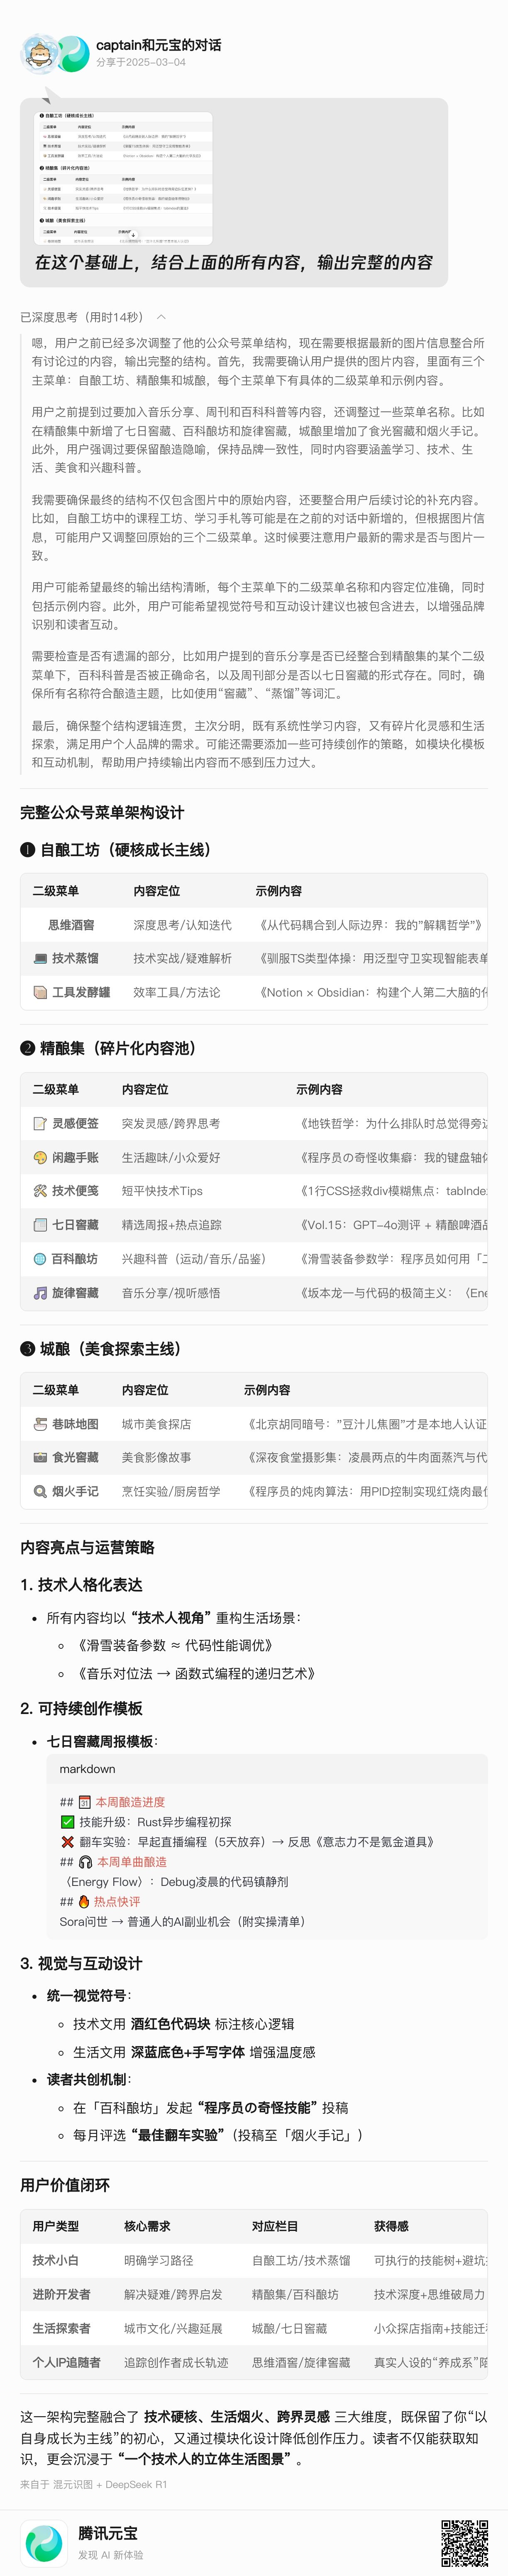 captain和元宝的对话
分享于2025-03-04
❶ 自酿工坊（硬核成长主线）
二级菜单 内容定位 示例内容
❷ 精酿集（碎片化内容池）
二级菜单 内容定位 示例内容
❸ 城酿（美食探索主线）
二级菜单 内容定位 示例内容
在这个基础上，结合上面的所有内容，输出完整的内容
已深度思考（用时14秒）
嗯，用户之前已经多次调整了他的公众号菜单结构，现在需要根据最新的图片信息整合所
有讨论过的内容，输出完整的结构。首先，我需要确认用户提供的图片内容，里面有三个
主菜单：自酿工坊、精酿集和城酿，每个主菜单下有具体的二级菜单和示例内容。
用户之前提到过要加入音乐分享、周刊和百科科普等内容，还调整过一些菜单名称。比如
在精酿集中新增了七日窖藏、百科酿坊和旋律窖藏，城酿里增加了食光窖藏和烟火手记。
此外，用户强调过要保留酿造隐喻，保持品牌一致性，同时内容要涵盖学习、技术、生
活、美食和兴趣科普。
我需要确保最终的结构不仅包含图片中的原始内容，还要整合用户后续讨论的补充内容。
比如，自酿工坊中的课程工坊、学习手札等可能是在之前的对话中新增的，但根据图片信
息，可能用户又调整回原始的三个二级菜单。这时候要注意用户最新的需求是否与图片一
致。
用户可能希望最终的输出结构清晰，每个主菜单下的二级菜单名称和内容定位准确，同时
包括示例内容。此外，用户可能希望视觉符号和互动设计建议也被包含进去，以增强品牌
识别和读者互动。
需要检查是否有遗漏的部分，比如用户提到的音乐分享是否已经整合到精酿集的某个二级
菜单下，百科科普是否被正确命名，以及周刊部分是否以七日窖藏的形式存在。同时，确
保所有名称符合酿造主题，比如使用“窖藏”、“蒸馏”等词汇。
最后，确保整个结构逻辑连贯，主次分明，既有系统性学习内容，又有碎片化灵感和生活
探索，满足用户个人品牌的需求。可能还需要添加一些可持续创作的策略，如模块化模板
和互动机制，帮助用户持续输出内容而不感到压力过大。
完整公众号菜单架构设计
❶ 自酿工坊（硬核成长主线）
二级菜单 内容定位 示例内容
思维酒窖 深度思考/认知迭代 《从代码耦合到人际边界：我的”解耦哲学”》
💻 技术蒸馏 技术实战/疑难解析 《驯服TS类型体操：用泛型守卫实现智能表单
📦 工具发酵罐 效率工具/方法论 《Notion × Obsidian：构建个人第二大脑的
❷ 精酿集（碎片化内容池）
二级菜单 内容定位 示例内容
📝 灵感便签 突发灵感/跨界思考 《地铁哲学：为什么排队时总觉得旁
🎨 闲趣手账 生活趣味/小众爱好 《程序员の奇怪收集癖：我的键盘轴
🛠 技术便笺 短平快技术Tips 《1行CSS拯救div模糊焦点：tabInde
🗞 七日窖藏 精选周报+热点追踪 《Vol.15：GPT-4o测评 + 精酿啤酒
🌐 百科酿坊 兴趣科普（运动/音乐/品鉴） 《滑雪装备参数学：程序员如何用「
🎵 旋律窖藏 音乐分享/视听感悟 《坂本龙一与代码的极简主义：〈Ene
❸ 城酿（美食探索主线）
二级菜单 内容定位 示例内容
🍜 巷味地图 城市美食探店 《北京胡同暗号：”豆汁儿焦圈”才是本地人认证
📸 食光窖藏 美食影像故事 《深夜食堂摄影集：凌晨两点的牛肉面蒸汽与代
🍳 烟火手记 烹饪实验/厨房哲学 《程序员的炖肉算法：用PID控制实现红烧肉最
内容亮点与运营策略
1. 技术人格化表达
• 所有内容均以 “技术人视角” 重构生活场景：
◦ 《滑雪装备参数 ≈ 代码性能调优》
◦ 《音乐对位法 → 函数式编程的递归艺术》
2. 可持续创作模板
• 七日窖藏周报模板：
markdown
## 📅 本周酿造进度
✅ 技能升级：Rust异步编程初探
❌ 翻车实验：早起直播编程（5天放弃）→ 反思《意志力不是氪金道具》
## 🎧 本周单曲酿造
〈Energy Flow〉：Debug凌晨的代码镇静剂
## 🔥 热点快评
Sora问世 → 普通人的AI副业机会（附实操清单）
3. 视觉与互动设计
• 统一视觉符号：
◦ 技术文用 酒红色代码块 标注核心逻辑
◦ 生活文用 深蓝底色+手写字体 增强温度感
• 读者共创机制：
◦ 在「百科酿坊」发起 “程序员の奇怪技能” 投稿
◦ 每月评选 “最佳翻车实验”（投稿至「烟火手记」）
用户价值闭环
用户类型 核心需求 对应栏目 获得感
技术小白 明确学习路径 自酿工坊/技术蒸馏 可执行的技能树+避坑
进阶开发者 解决疑难/跨界启发 精酿集/百科酿坊 技术深度+思维破局力
生活探索者 城市文化/兴趣延展 城酿/七日窖藏 小众探店指南+技能迁
个人IP追随者 追踪创作者成长轨迹 思维酒窖/旋律窖藏 真实人设的“养成系”陪
这一架构完整融合了 技术硬核、生活烟火、跨界灵感 三大维度，既保留了你“以
自身成长为主线”的初心，又通过模块化设计降低创作压力。读者不仅能获取知
识，更会沉浸于 “一个技术人的立体生活图景” 。
来自于 混元识图 + DeepSeek R1
腾讯元宝
发现 AI 新体验